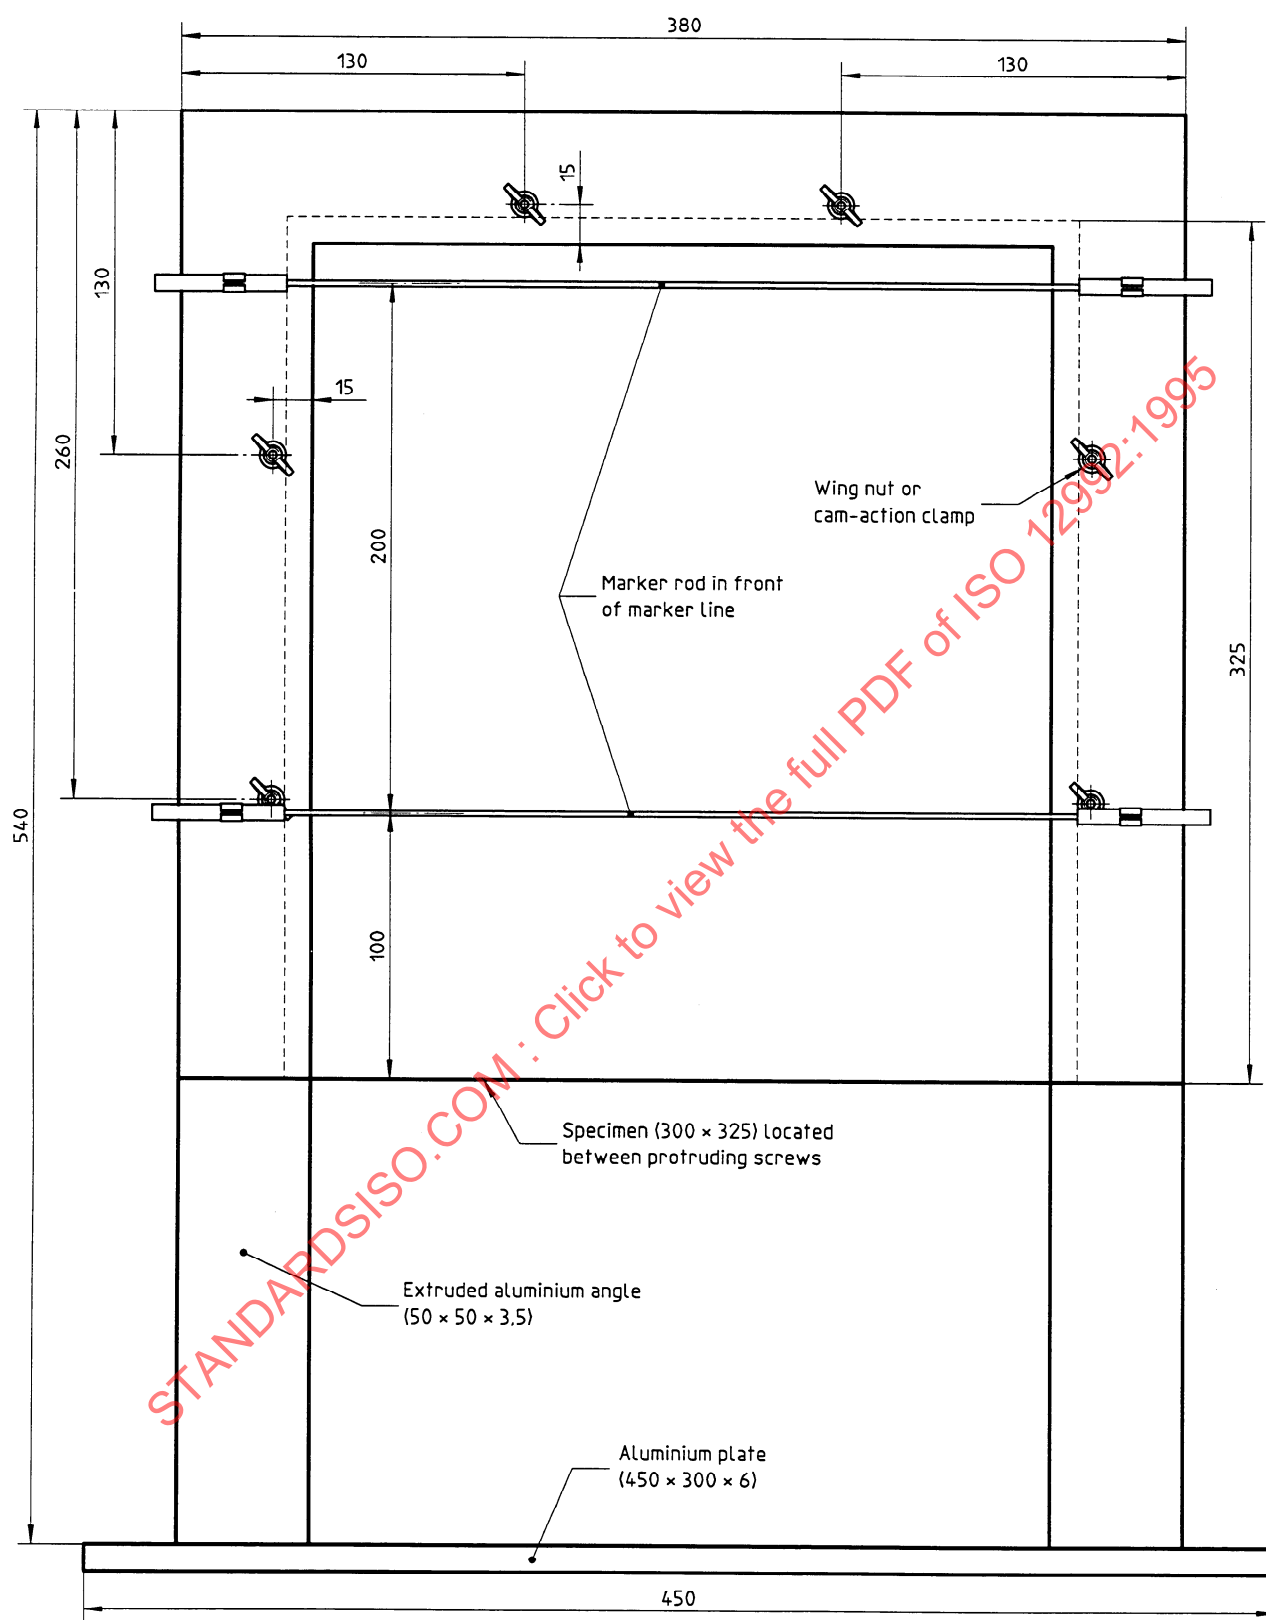 380
130
130
15
130
15
260
200
Wing nut or
cam-action clamp
Marker rod in front
of marker line
325
540
100
Specimen (300 × 325) located
between protruding screws
Extruded aluminium angle
(50 × 50 × 3,5)
Aluminium plate
(450 × 300 × 6)
450
STANDARDSISO.COM : Click to view the full PDF of ISO 12992:1995